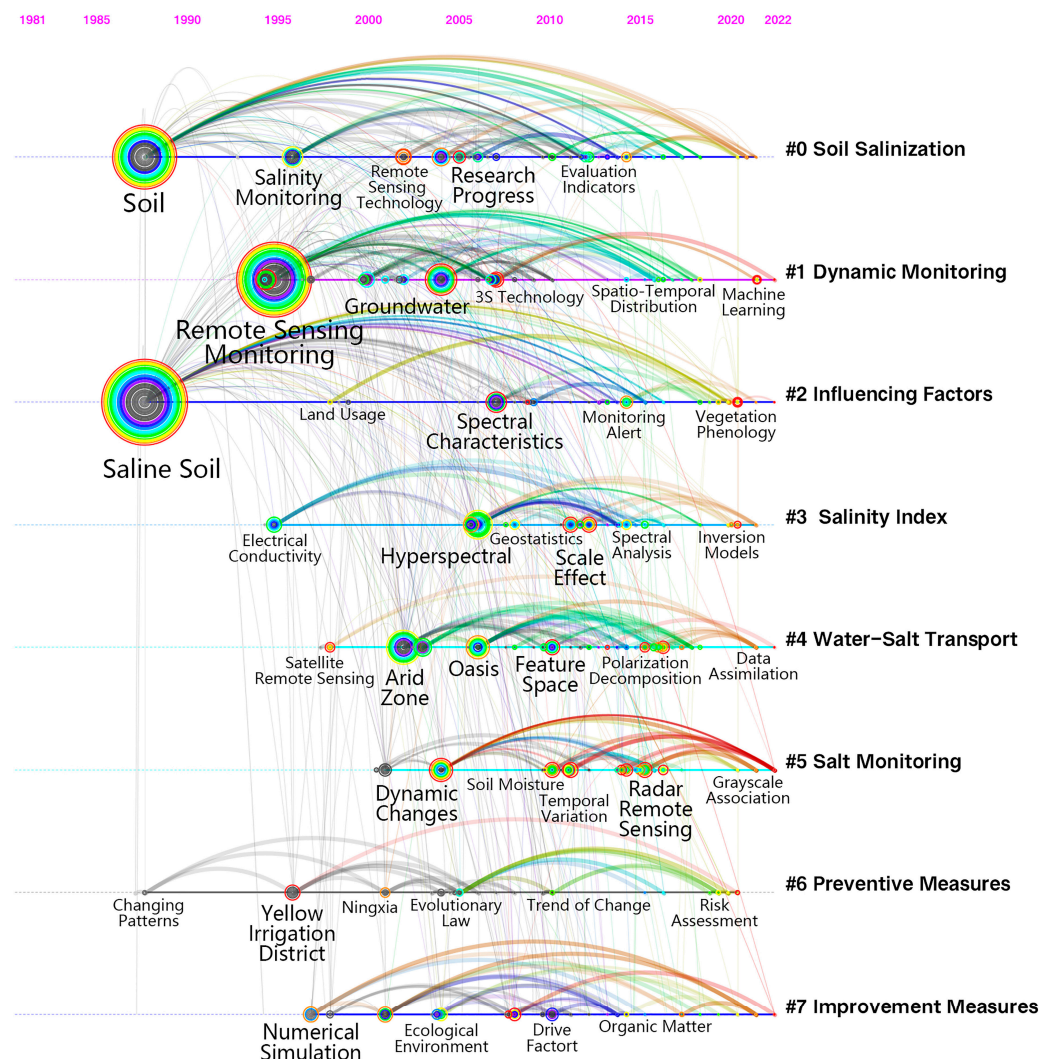 1981 1985 1990 1995 2000 2005 2010 2015 2020 2022
#0 Soil Salinization
Soil
Salinity
Monitoring
Remote
Sensing
Technology
Research
Progress
Evaluation
Indicators
#1 Dynamic Monitoring
Remote Sensing
Monitoring
Groundwater
3S Technology
Spatio-Temporal
Distribution
Machine
Learning
#2 Influencing Factors
Saline Soil
Land Usage
Spectral
Characteristics
Monitoring
Alert
Vegetation
Phenology
#3 Salinity Index
Electrical
Conductivity
Hyperspectral
Geostatistics
Scale
Effect
Spectral
Analysis
Inversion
Models
#4 Water-Salt Transport
Satellite
Remote Sensing
Arid
Zone
Oasis
Feature
Space
Polarization
Decomposition
Data
Assimilation
#5 Salt Monitoring
Dynamic
Changes
Soil Moisture
Temporal
Variation
Radar
Remote
Sensing
Grayscale
Association
#6 Preventive Measures
Changing
Patterns
Yellow
Irrigation
District
Ningxia
Evolutionary
Law
Trend of Change
Risk
Assessment
#7 Improvement Measures
Numerical
Simulation
Ecological
Environment
Drive
Factort
Organic Matter